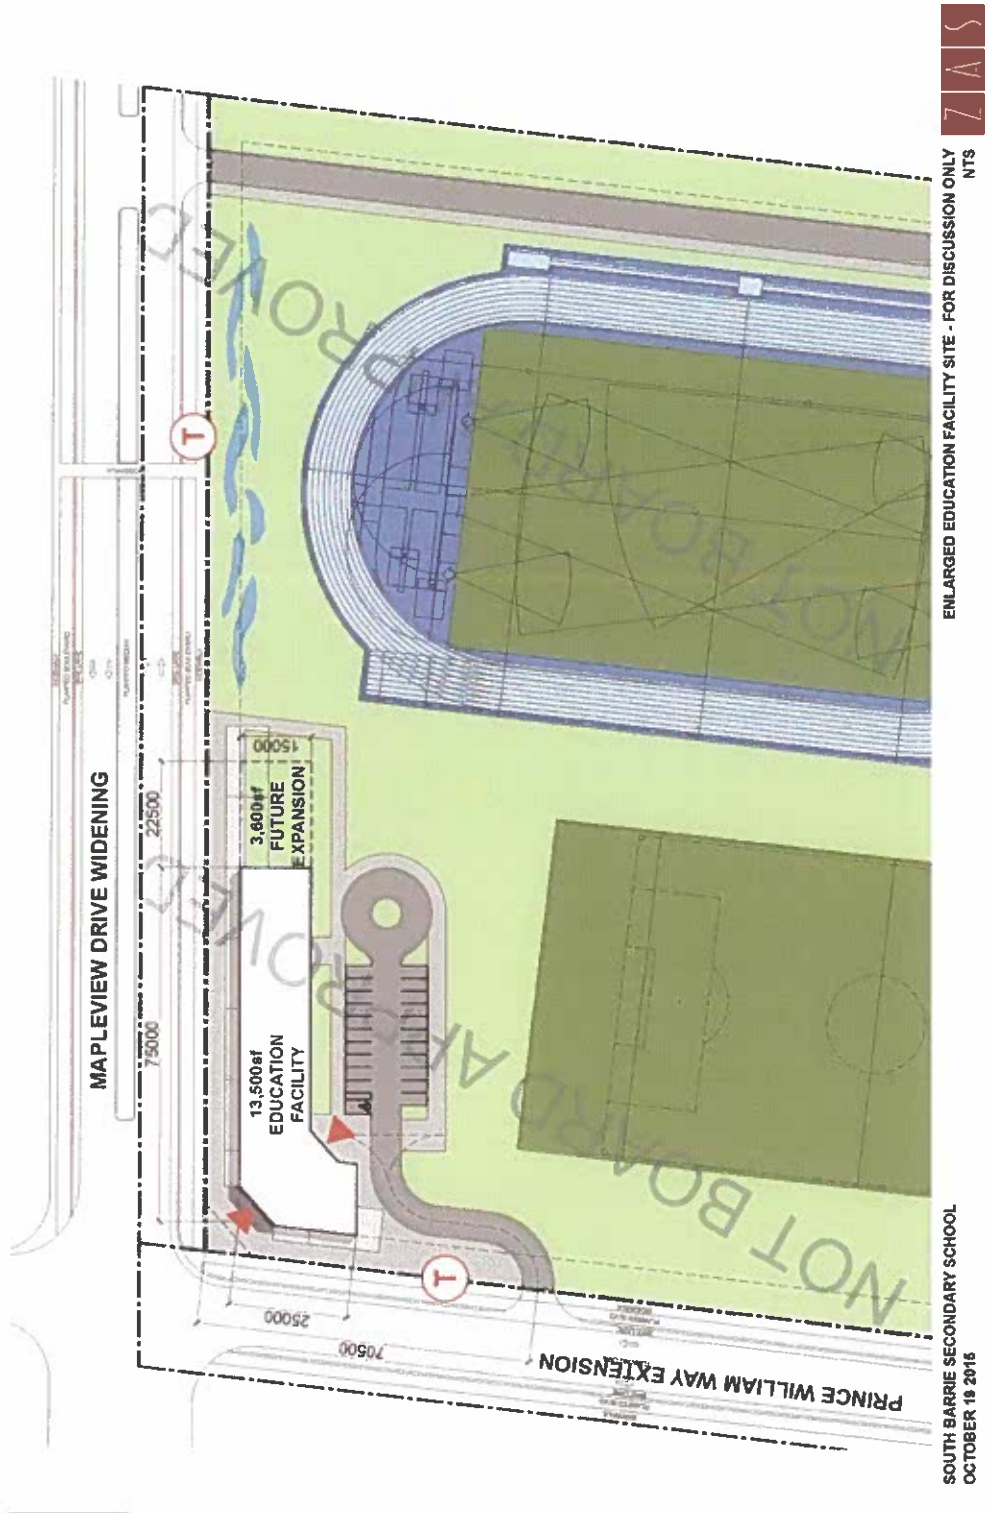 MAPLEVIEW DRIVE WIDENING
75000
22500
15000
3,600sf
FUTURE
EXPANSION
13,500sf
EDUCATION
FACILITY
T
T
25000
70500
PRINCE WILLIAM WAY EXTENSION
NOT BOARD APPROVED
NOT BOARD
SOUTH BARRIE SECONDARY SCHOOL
OCTOBER 19 2015
ENLARGED EDUCATION FACILITY SITE - FOR DISCUSSION ONLY
NTS
ZAS